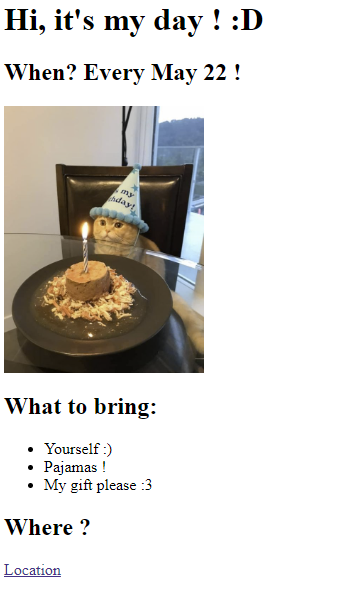 Hi, it's my day ! :D
When? Every May 22 !
my
day!
What to bring:
Yourself :)
Pajamas !
My gift please :3
Where ?
Location